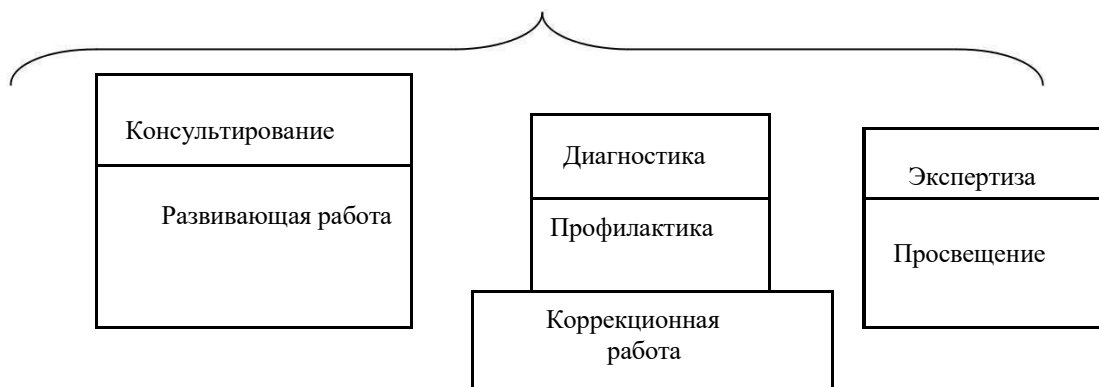 Консультирование
Развивающая работа
Диагностика
Профилактика
Коррекционная
работа
Экспертиза
Просвещение